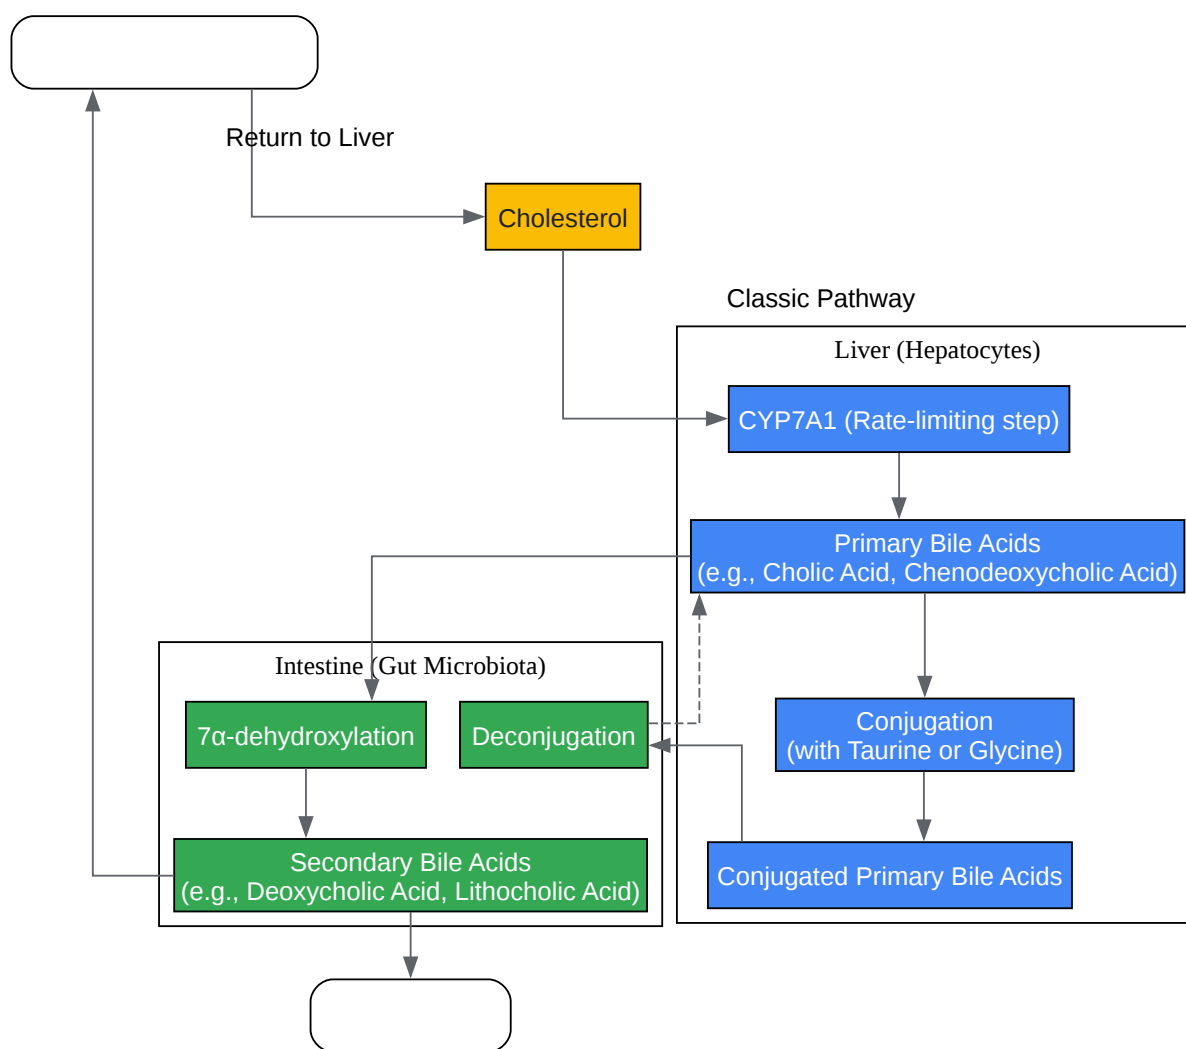 Return to Liver
Cholesterol
Classic Pathway
Liver (Hepatocytes)
CYP7A1 (Rate-limiting step)
Primary Bile Acids
(e.g., Cholic Acid, Chenodeoxycholic Acid)
Intestine (Gut Microbiota)
7α-dehydroxylation
Deconjugation
Conjugation
(with Taurine or Glycine)
Secondary Bile Acids
(e.g., Deoxycholic Acid, Lithocholic Acid)
Conjugated Primary Bile Acids